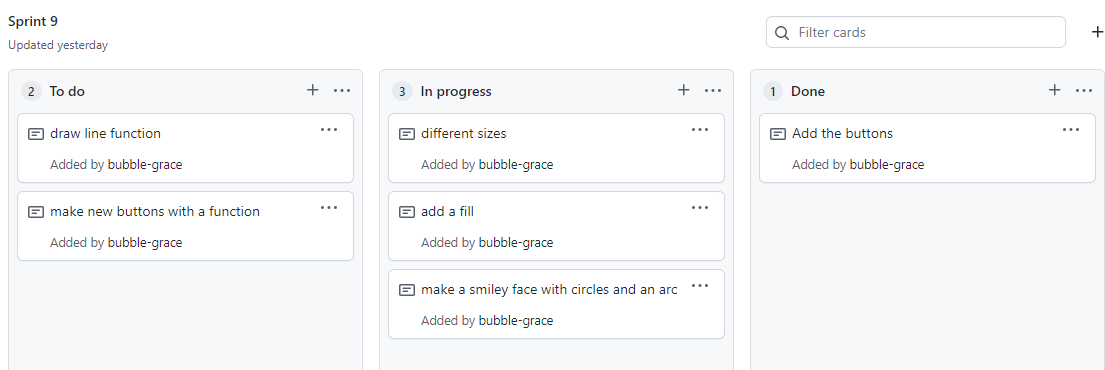 Sprint 9
Updated yesterday
Filter cards
2 To do
draw line function
Added by bubble-grace
make new buttons with a function
Added by bubble-grace
3 In progress
different sizes
Added by bubble-grace
add a fill
Added by bubble-grace
make a smiley face with circles and an arc
Added by bubble-grace
1 Done
Add the buttons
Added by bubble-grace